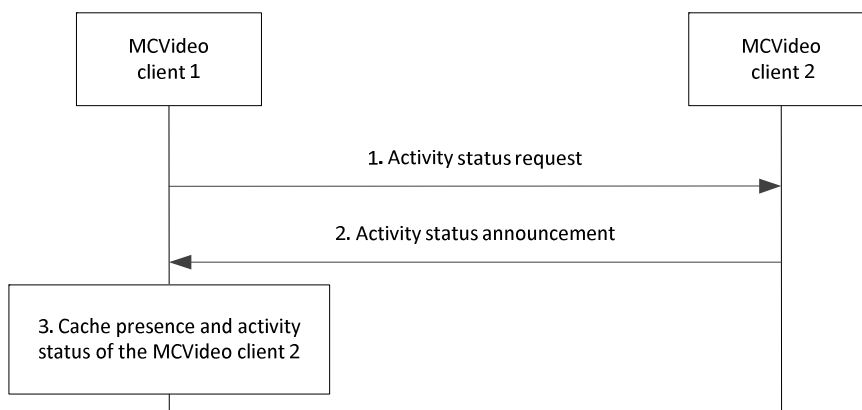 MCVideo
client 1
MCVideo
client 2
1. Activity status request
2. Activity status announcement
3. Cache presence and activity
status of the MCVideo client 2